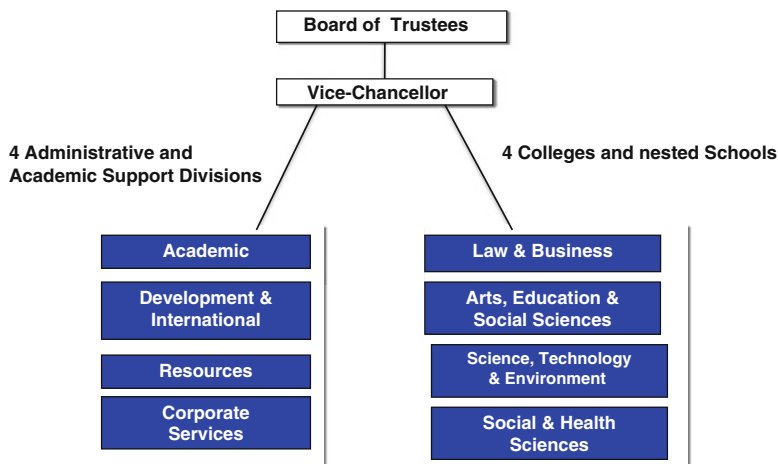 Board of Trustees
Vice-Chancellor
4 Administrative and
Academic Support Divisions
4 Colleges and nested Schools
Academic
Development &
International
Resources
Corporate
Services
Law & Business
Arts, Education &
Social Sciences
Science, Technology
& Environment
Social & Health
Sciences